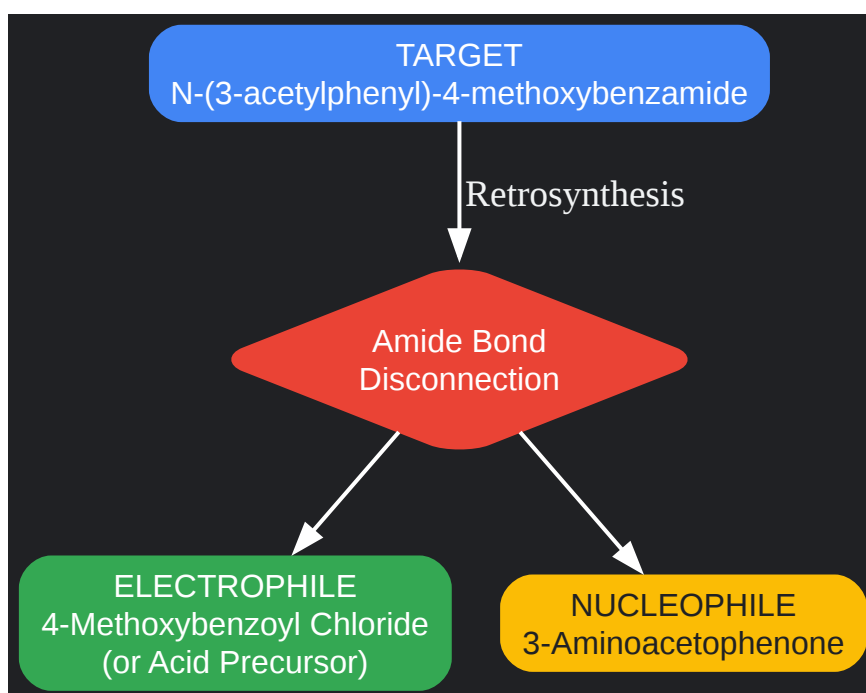 TARGET
N-(3-acetylphenyl)-4-methoxybenzamide
Retrosynthesis
Amide Bond
Disconnection
ELECTROPHILE
4-Methoxybenzoyl Chloride
(or Acid Precursor)
NUCLEOPHILE
3-Aminoacetophenone